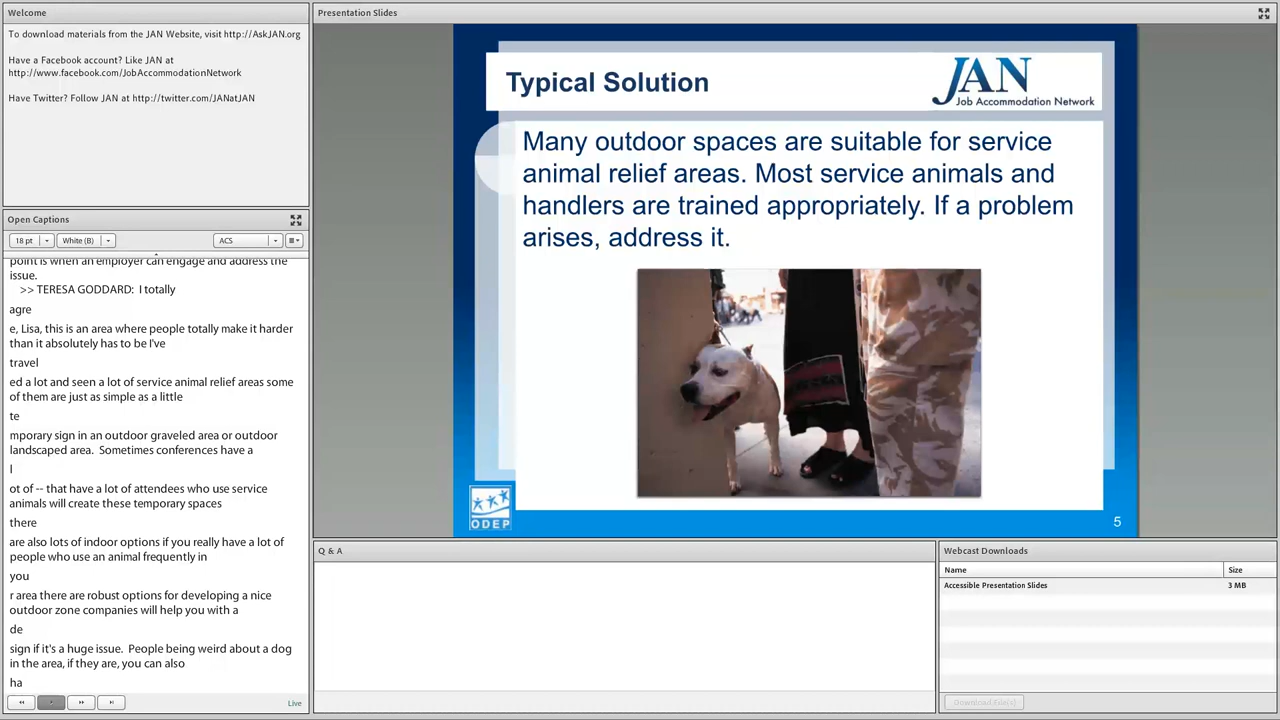 Welcome
To download materials from the JAN Website, visit http://AskJAN.org
Have a Facebook account? Like JAN at
http://www.facebook.com/JobAccommodationNetwork
Have Twitter? Follow JAN at http://twitter.com/JANatJAN
Open Captions
18 pt
White (B)
ACS
point is when an employer can engage and address the
issue.
>> TERESA GODDARD: I totally
agre
e, Lisa, this is an area where people totally make it harder
than it absolutely has to be I've
travel
ed a lot and seen a lot of service animal relief areas some
of them are just as simple as a little
te
mporary sign in an outdoor graveled area or outdoor
landscaped area. Sometimes conferences have a
l
ot of -- that have a lot of attendees who use service
animals will create these temporary spaces
there
are also lots of indoor options if you really have a lot of
people who use an animal frequently in
you
r area there are robust options for developing a nice
outdoor zone companies will help you with a
de
sign if it's a huge issue. People being weird about a dog
in the area, if they are, you can also
ha
Live
Presentation Slides
Typical Solution
JAN
Job Accommodation Network
Many outdoor spaces are suitable for service
animal relief areas. Most service animals and
handlers are trained appropriately. If a problem
arises, address it.
ODEP
5
Q & A
Webcast Downloads
Name Size
Accessible Presentation Slides 3 MB
Download File(s)